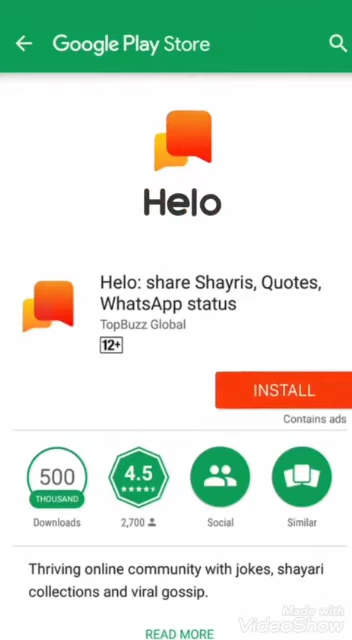 Google Play Store
Helo
Helo: share Shayris, Quotes,
WhatsApp status
TopBuzz Global
12+
INSTALL
Contains ads
500
THOUSAND
4.5
Downloads
2,700
Social
Similar
Thriving online community with jokes, shayari
collections and viral gossip.
READ MORE
Made with
VideoShow